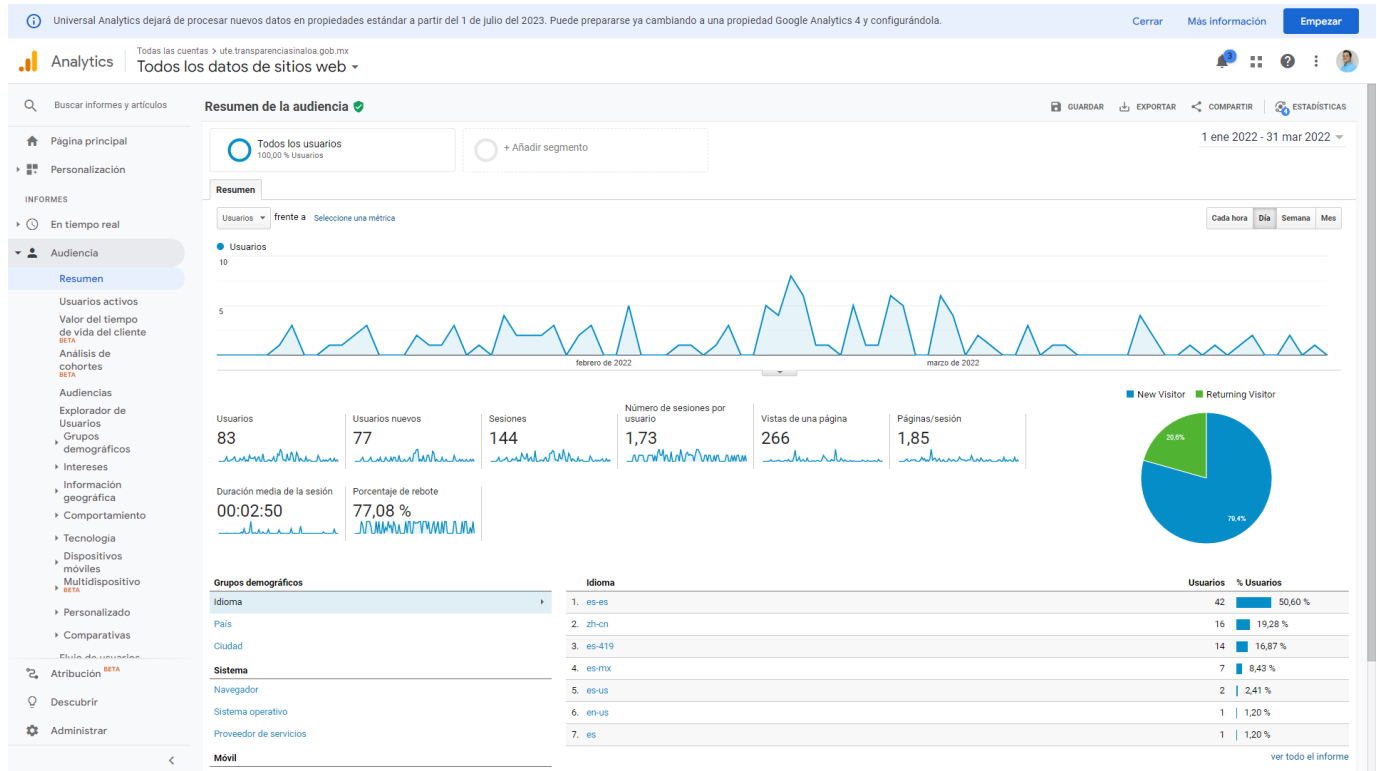 Universal Analytics dejará de procesar nuevos datos en propiedades estándar a partir del 1 de julio del 2023. Puede prepararse ya cambiando a una propiedad Google Analytics 4 y configurándola.
Cerrar
Más información
Empezar
Analytics
Todas las cuentas > ute.transparenciasinaloa.gob.mx
Todos los datos de sitios web
3
Buscar informes y artículos
Página principal
Personalización
INFORMES
En tiempo real
Audiencia
Resumen
Usuarios activos
Valor del tiempo
de vida del cliente
BETA
Análisis de
cohortes
BETA
Audiencias
Explorador de
Usuarios
Grupos
demográficos
Intereses
Información
geográfica
Comportamiento
Tecnología
Dispositivos
móviles
Multidispositivo
BETA
Personalizado
Comparativas
Flujo de usuarios
Atribución BETA
Descubrir
Administrar
Resumen de la audiencia
GUARDAR
EXPORTAR
COMPARTIR
4
ESTADÍSTICAS
Todos los usuarios
100,00 % Usuarios
+ Añadir segmento
1 ene 2022 - 31 mar 2022
Resumen
Usuarios
frente a
Seleccione una métrica
Cada hora
Día
Semana
Mes
Usuarios
10
5
febrero de 2022
marzo de 2022
New Visitor
Returning Visitor
20,6%
79,4%
Usuarios
83
Usuarios nuevos
77
Sesiones
144
Número de sesiones por
usuario
1,73
Vistas de una página
266
Páginas/sesión
1,85
Duración media de la sesión
00:02:50
Porcentaje de rebote
77,08 %
Grupos demográficos
Idioma
País
Ciudad
Sistema
Navegador
Sistema operativo
Proveedor de servicios
Móvil
Idioma Usuarios % Usuarios
1. es-es 42 50,60 %
2. zh-cn 16 19,28 %
3. es-419 14 16,87 %
4. es-mx 7 8,43 %
5. es-us 2 2,41 %
6. en-us 1 1,20 %
7. es 1 1,20 %
ver todo el informe